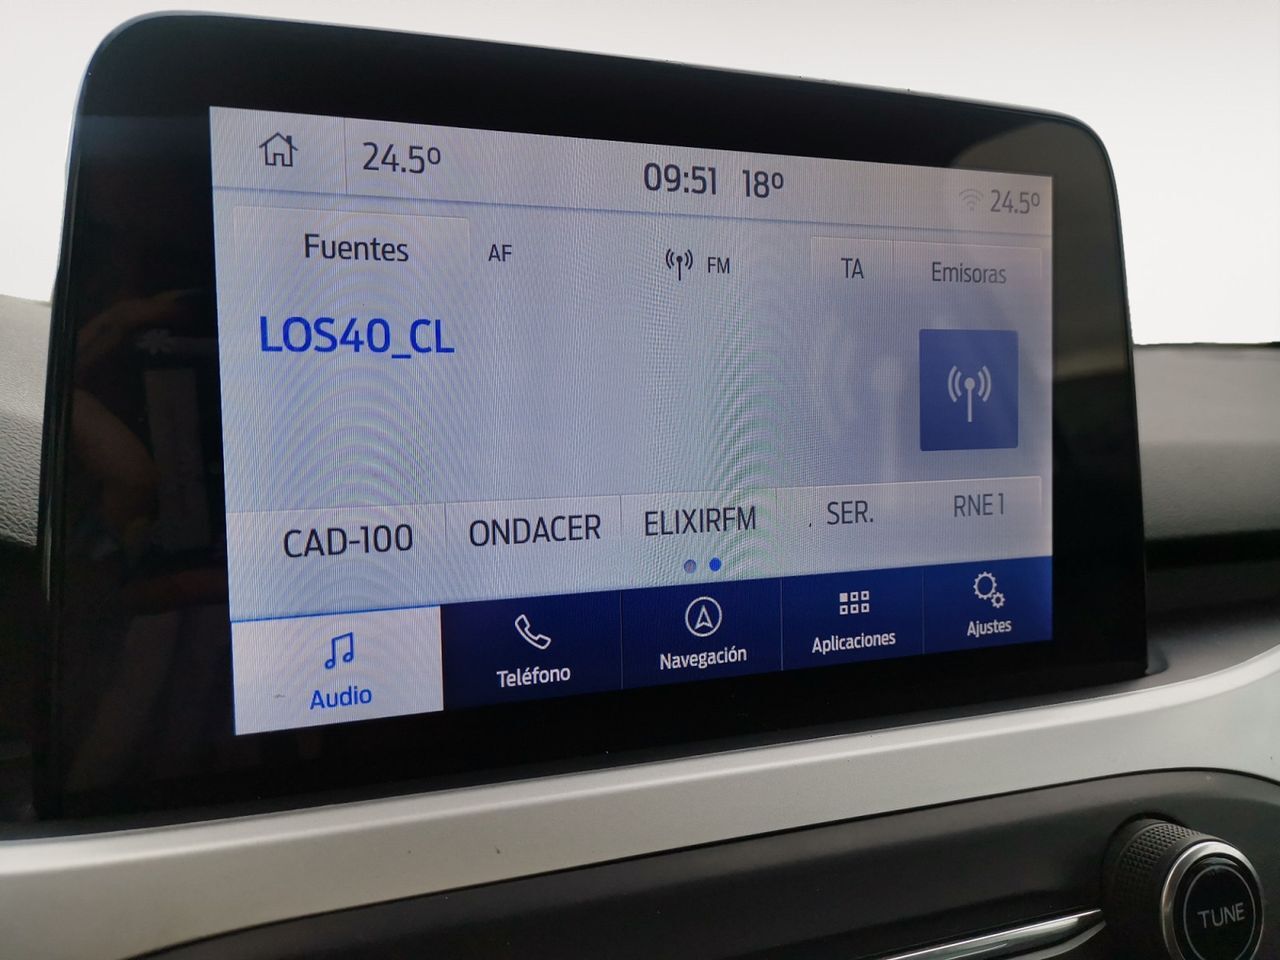 24.5º
09:51 18º
24.5º
Fuentes
AF
FM
TA
Emisoras
LOS40_CL
CAD-100
ONDACER
ELIXIRFM
SER.
RNE 1
Audio
Teléfono
Navegación
Aplicaciones
Ajustes
TUNE